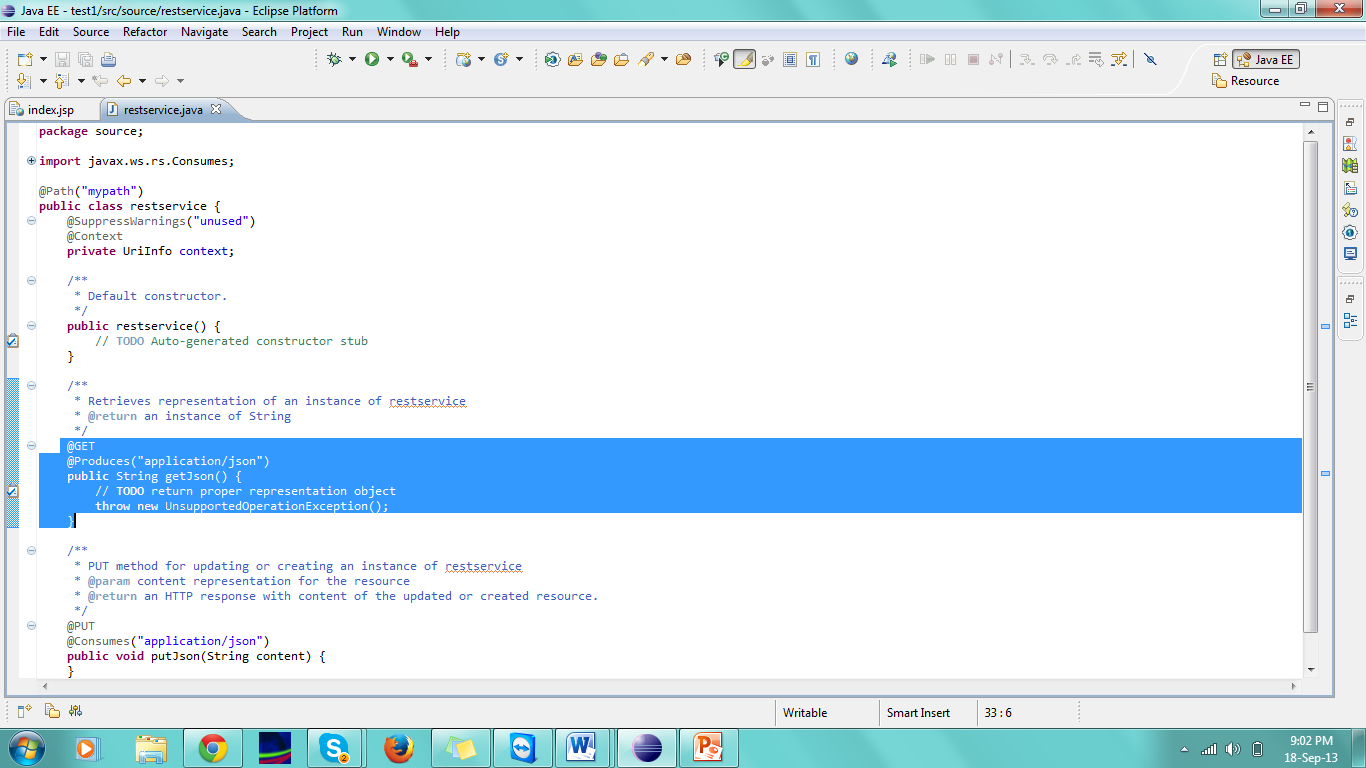 Java EE - test1/src/source/restservice.java - Eclipse Platform
File Edit Source Refactor Navigate Search Project Run Window Help
Java EE
Resource
index.jsp restservice.java
package source;
import javax.ws.rs.Consumes;
@Path("mypath")
public class restservice {
@SuppressWarnings("unused")
@Context
private UriInfo context;
/**
* Default constructor.
*/
public restservice() {
// TODO Auto-generated constructor stub
}
/**
* Retrieves representation of an instance of restservice
* @return an instance of String
*/
@GET
@Produces("application/json")
public String getJson() {
// TODO return proper representation object
throw new UnsupportedOperationException();
}
/**
* PUT method for updating or creating an instance of restservice
* @param content representation for the resource
* @return an HTTP response with content of the updated or created resource.
*/
@PUT
@Consumes("application/json")
public void putJson(String content) {
}
Writable Smart Insert 33 : 6
9:02 PM
18-Sep-13